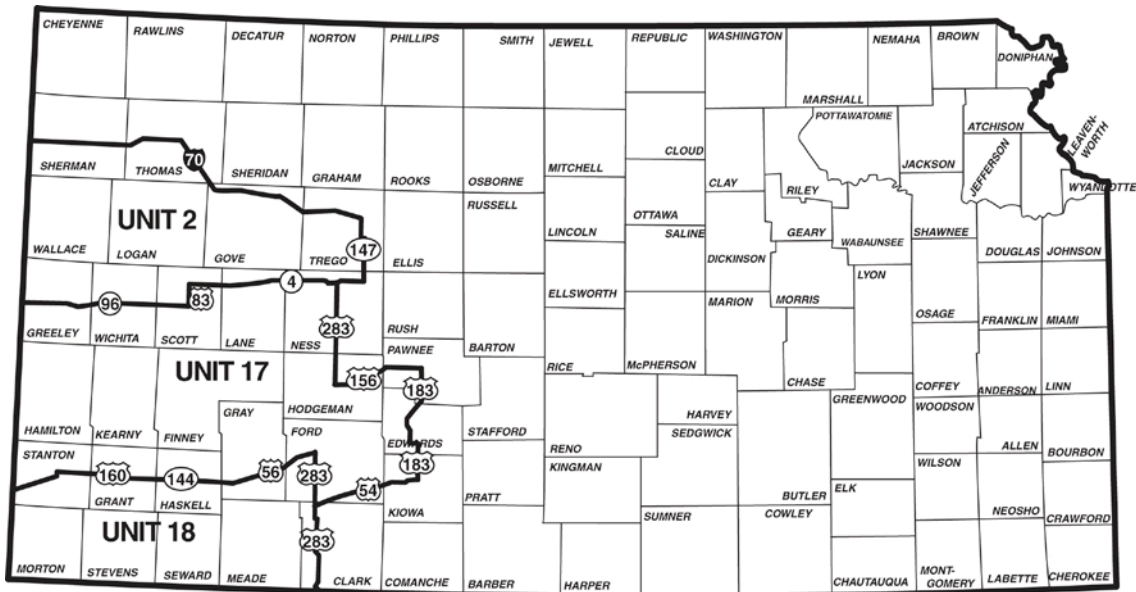 CHEYENNE
RAWLINS
DECATUR
NORTON
PHILLIPS
SMITH
JEWELL
REPUBLIC
WASHINGTON
NEMAHA
BROWN
DONIPHAN
MARSHALL
POTTAWATOMIE
ATCHISON
LEAVEN-
WORTH
70
SHERMAN
THOMAS
SHERIDAN
GRAHAM
ROOKS
OSBORNE
MITCHELL
CLOUD
CLAY
RILEY
JACKSON
JEFFERSON
WYANDOTTE
UNIT 2
RUSSELL
OTTAWA
SALINE
LINCOLN
GEARY
WABAUNSEE
SHAWNEE
DOUGLAS
JOHNSON
WALLACE
LOGAN
GOVE
TREGO
147
ELLIS
DICKINSON
LYON
4
83
96
ELLSWORTH
MARION
MORRIS
OSAGE
FRANKLIN
MIAMI
GREELEY
WICHITA
SCOTT
LANE
NESS
283
RUSH
PAWNEE
BARTON
RICE
McPHERSON
UNIT 17
156
183
CHASE
GREENWOOD
COFFEY
ANDERSON
LINN
GRAY
HODGEMAN
HARVEY
WOODSON
HAMILTON
KEARNY
FINNEY
FORD
EDWARDS
STAFFORD
SEDGWICK
RENO
ALLEN
BOURBON
STANTON
160
144
56
283
183
54
KINGMAN
WILSON
GRANT
HASKELL
PRATT
BUTLER
ELK
NEOSHO
KIOWA
COWLEY
SUMNER
CRAWFORD
UNIT 18
283
MORTON
STEVENS
SEWARD
MEADE
CLARK
COMANCHE
BARBER
HARPER
CHAUTAUQUA
MONT-
GOMERY
LABETTE
CHEROKEE